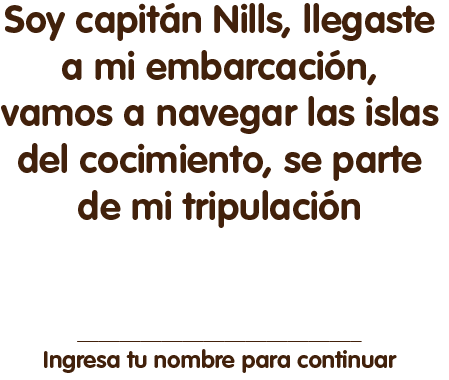 Soy capitán Nills, llegaste
a mi embarcación,
vamos a navegar las islas
del cocimiento, se parte
de mi tripulación
Ingresa tu nombre para continuar